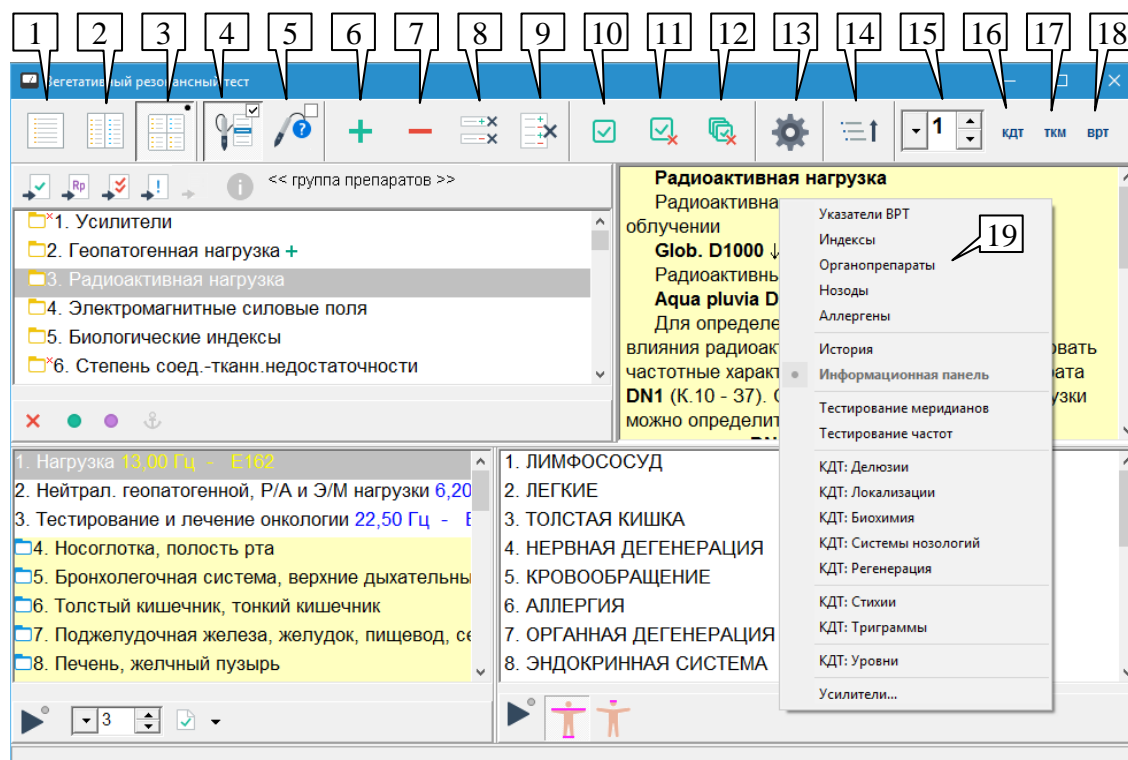 1 2 3 4 5 6 7 8 9 10 11 12 13 14 15 16 17 18
Вегетативный резонансный тест
1 кдт ткм врт
Rp << группа препаратов >>
1. Усилители
2. Геопатогенная нагрузка +
3. Радиоактивная нагрузка
4. Электромагнитные силовые поля
5. Биологические индексы
6. Степень соед.-тканн.недостаточности
Радиоактивная нагрузка
Радиоактивна
облучении
Glob. D1000 ↓
Радиоактивнь
Aqua pluvia D
Для определе
влияния радиоак овать
частотные характ рата
DN1 (К.10 - 37). С узки
можно определит
Указатели ВРТ
Индексы
19
Органопрепараты
Нозоды
Аллергены
История
Информационная панель
Тестирование меридианов
Тестирование частот
КДТ: Делюзии
КДТ: Локализации
КДТ: Биохимия
КДТ: Системы нозологий
КДТ: Регенерация
КДТ: Стихии
КДТ: Триграммы
КДТ: Уровни
Усилители...
1. Нагрузка 13,00 Гц - E162
2. Нейтрал. геопатогенной, Р/А и Э/М нагрузки 6,20
3. Тестирование и лечение онкологии 22,50 Гц - E
4. Носоглотка, полость рта
5. Бронхолегочная система, верхние дыхательны
6. Толстый кишечник, тонкий кишечник
7. Поджелудочная железа, желудок, пищевод, се
8. Печень, желчный пузырь
3
1. ЛИМФОСОСУД
2. ЛЕГКИЕ
3. ТОЛСТАЯ КИШКА
4. НЕРВНАЯ ДЕГЕНЕРАЦИЯ
5. КРОВООБРАЩЕНИЕ
6. АЛЛЕРГИЯ
7. ОРГАННАЯ ДЕГЕНЕРАЦИЯ
8. ЭНДОКРИННАЯ СИСТЕМА